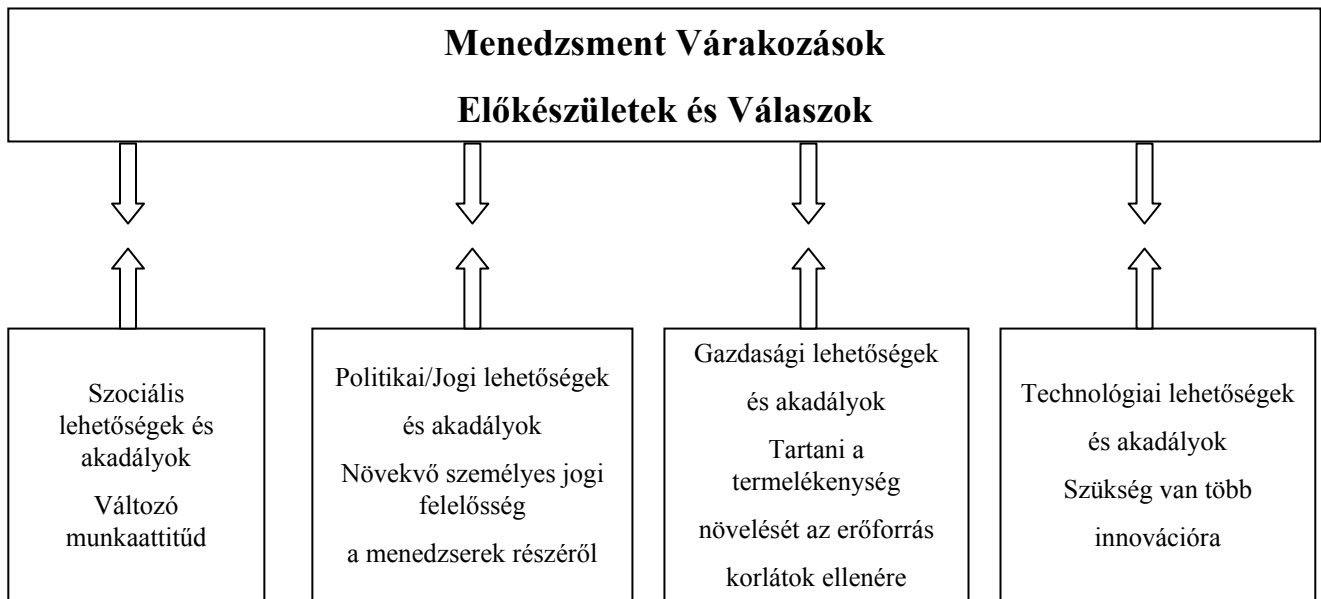 Menedzsment Várakozások
Előkészületek és Válaszok
Szociális
lehetőségek és
akadályok
Változó
munkaattitűd
Politikai/Jogi lehetőségek
és akadályok
Növekvő személyes jogi
felelősség
a menedzserek részéről
Gazdasági lehetőségek
és akadályok
Tartani a
termelékenység
növelését az erőforrás
korlátok ellenére
Technológiai lehetőségek
és akadályok
Szükség van több
innovációra